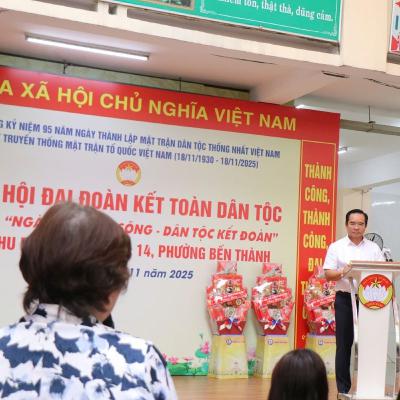 êm tốn, thật thà, dũng cảm.
A XÃ HỘI CHỦ NGHĨA VIỆT NAM
G KỶ NIỆM 95 NĂM NGÀY THÀNH LẬP MẶT TRẬN DÂN TỘC THỐNG NHẤT VIỆT NAM
TRUYỀN THỐNG MẶT TRẬN TỔ QUỐC VIỆT NAM (18/11/1930 - 18/11/2025)
HỘI ĐẠI ĐOÀN KẾT TOÀN DÂN TỘC
CÔNG - DÂN TỘC KẾT ĐOÀN”
14, PHƯỜNG BẾN THÀNH
11 NĂM 2025
THÀNH
CÔNG,
THÀNH
CÔNG,
ĐẠI